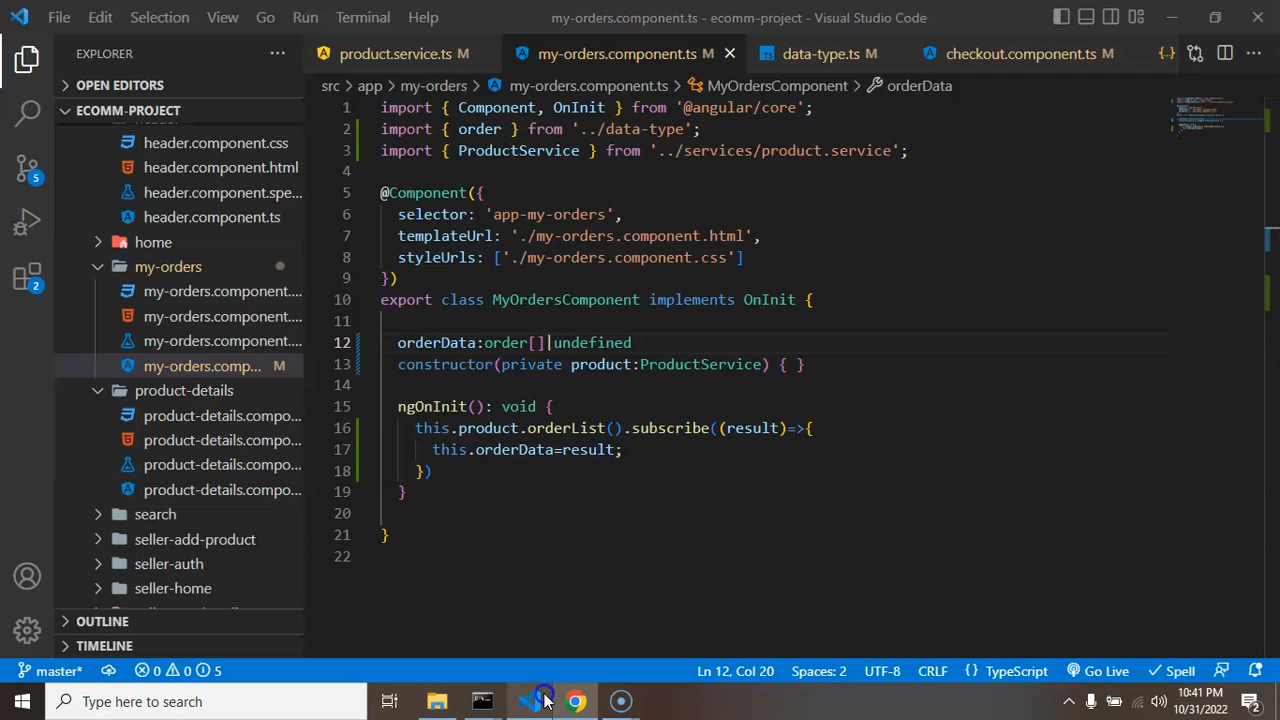 File Edit Selection View Go Run Terminal Help
my-orders.component.ts - ecomm-project - Visual Studio Code
EXPLORER
product.service.ts M
my-orders.component.ts M
data-type.ts M
checkout.component.ts M
OPEN EDITORS
ECOMM-PROJECT
header.component.css
header.component.html
header.component.spe...
header.component.ts
home
my-orders
my-orders.component....
my-orders.component....
my-orders.component....
my-orders.comp... M
product-details
product-details.compo...
product-details.compo...
product-details.compo...
product-details.compo...
search
seller-add-product
seller-auth
seller-home
OUTLINE
TIMELINE
5
2
src > app > my-orders > my-orders.component.ts > MyOrdersComponent > orderData
1 import { Component, OnInit } from '@angular/core';
2 import { order } from '../data-type';
3 import { ProductService } from '../services/product.service';
4
5 @Component({
6 selector: 'app-my-orders',
7 templateUrl: './my-orders.component.html',
8 styleUrls: ['./my-orders.component.css']
9 })
10 export class MyOrdersComponent implements OnInit {
11
12 orderData:order[]|undefined
13 constructor(private product:ProductService) { }
14
15 ngOnInit(): void {
16 this.product.orderList().subscribe((result)=>{
17 this.orderData=result;
18 })
19 }
20
21 }
22
master* 0 0 5
Ln 12, Col 20 Spaces: 2 UTF-8 CRLF TypeScript Go Live Spell
Type here to search
10:41 PM
10/31/2022
2